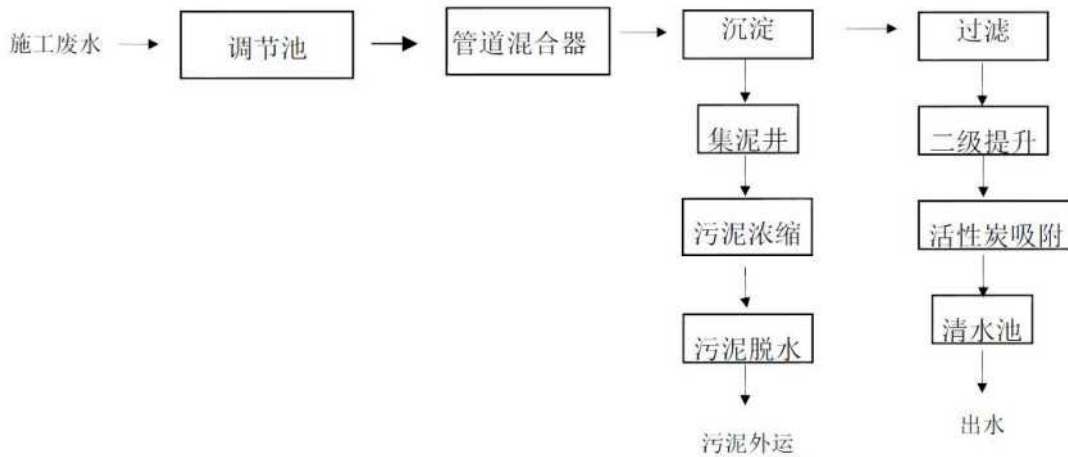 施工废水
调节池
管道混合器
沉淀
过滤
集泥井
二级提升
污泥浓缩
活性炭吸附
污泥脱水
清水池
污泥外运
出水